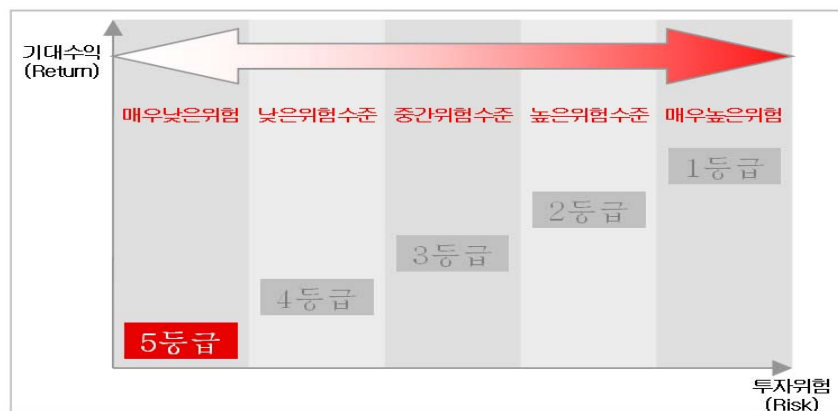 기대수익
(Return)
매우낮은위험 낮은위험수준 중간위험수준 높은위험수준 매우높은위험
1등급
2등급
3등급
4등급
5등급
투자위험
(Risk)